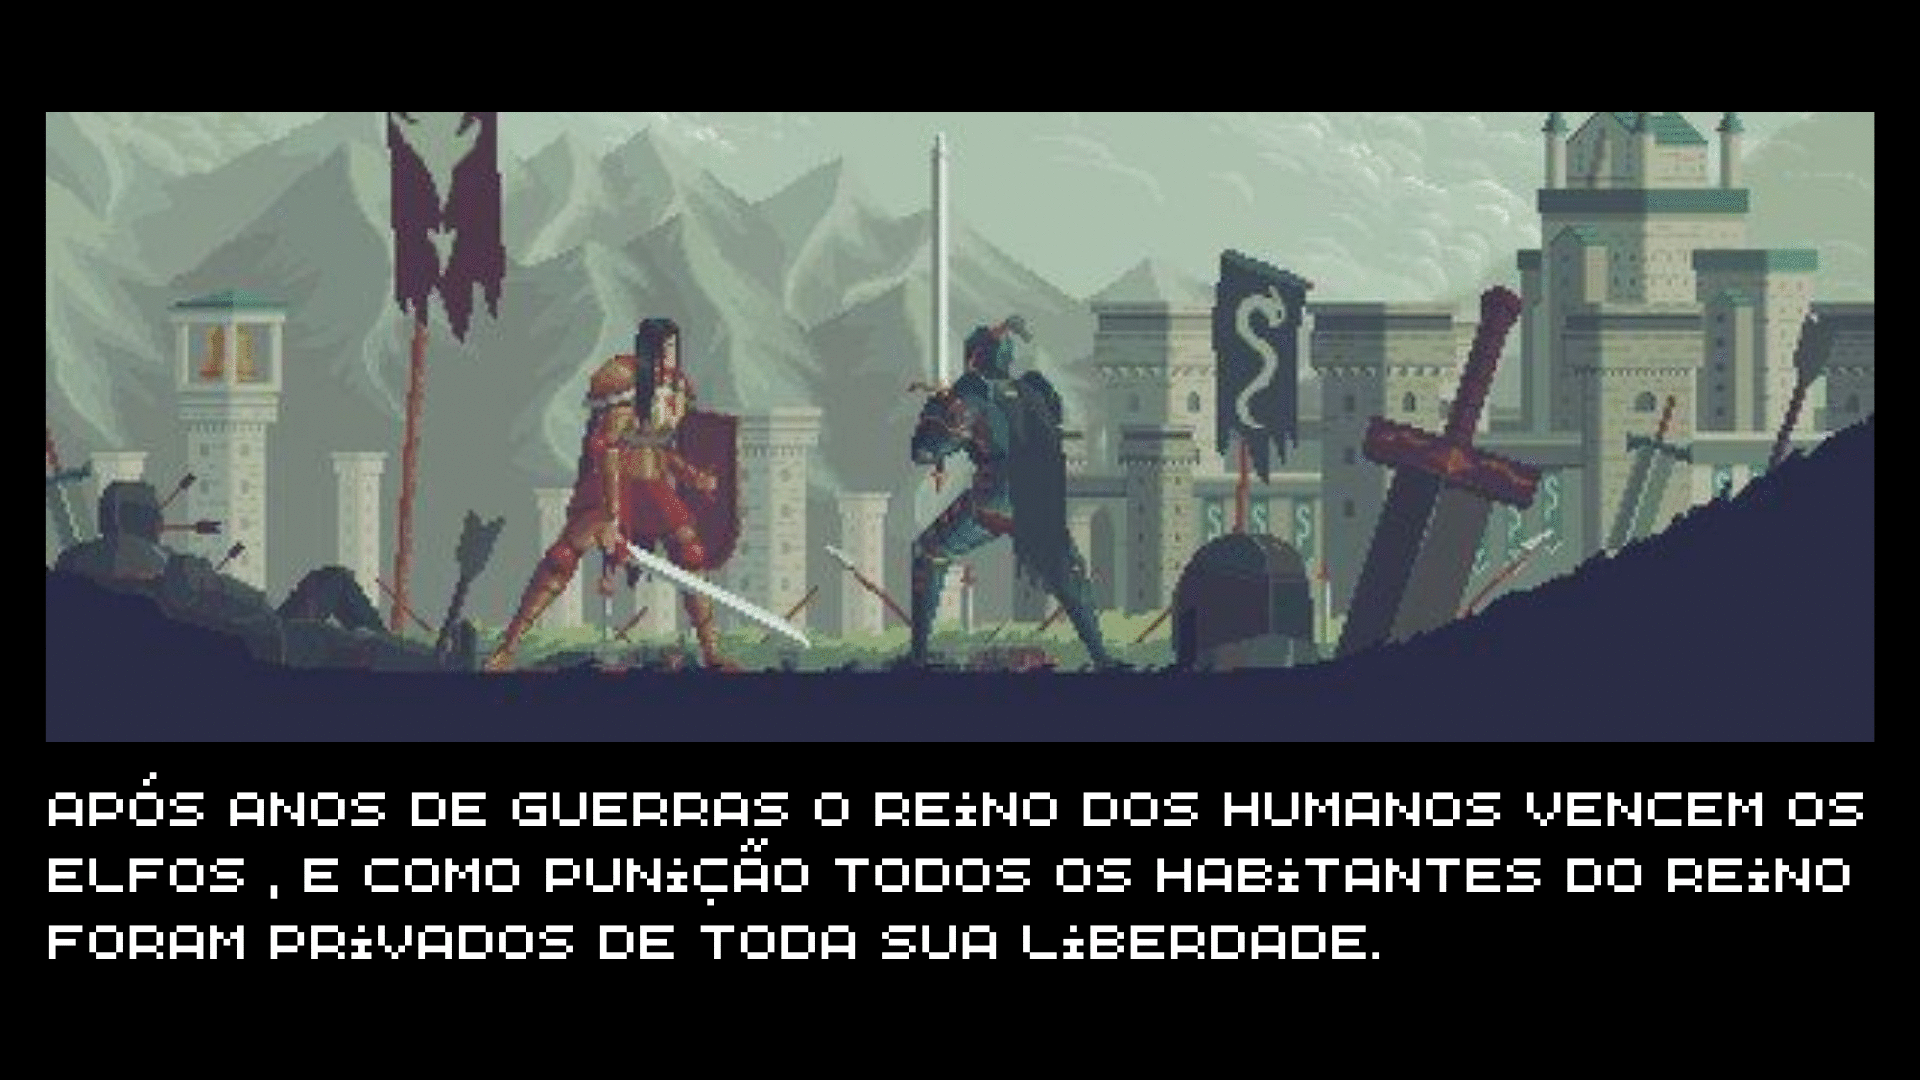 APÓS ANOS DE GUERRAS O REiNO DOS HUMANOS VENCEM OS
ELFOS , E COMO PUNiÇÃO TODOS OS HABiTANTES DO REiNO
FORAM PRiVADOS DE TODA SUA LiBERDADE.